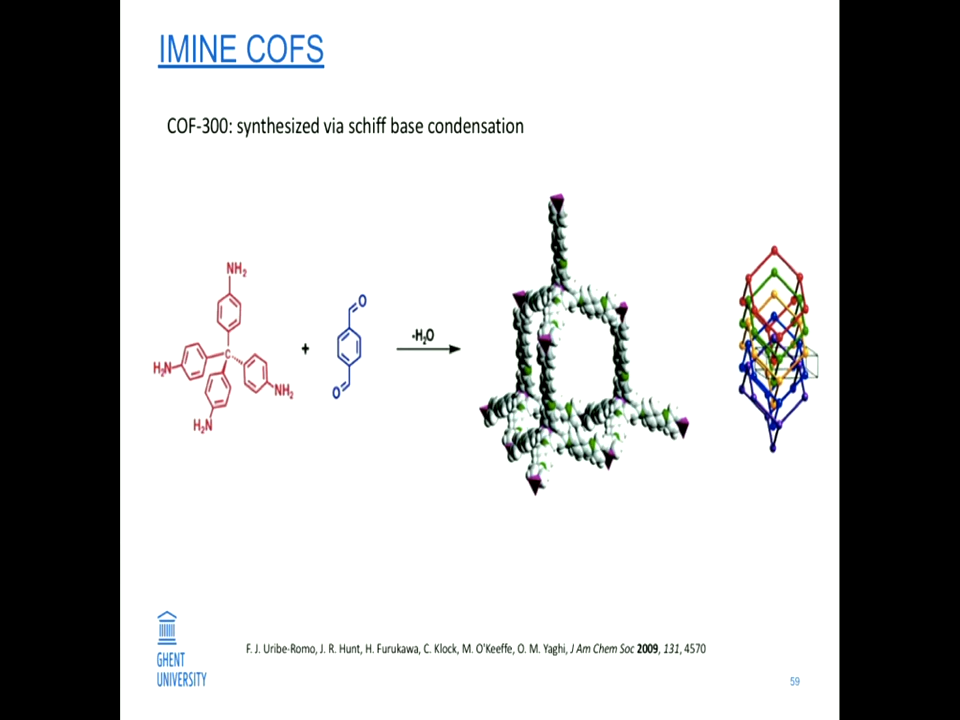 IMINE COFS
COF-300: synthesized via schiff base condensation
NH2
H2N
C
NH2
H2N
+
O
O
-H2O
F. J. Uribe-Romo, J. R. Hunt, H. Furukawa, C. Klock, M. O'Keeffe, O. M. Yaghi, J Am Chem Soc 2009, 131, 4570
GHENT
UNIVERSITY
59